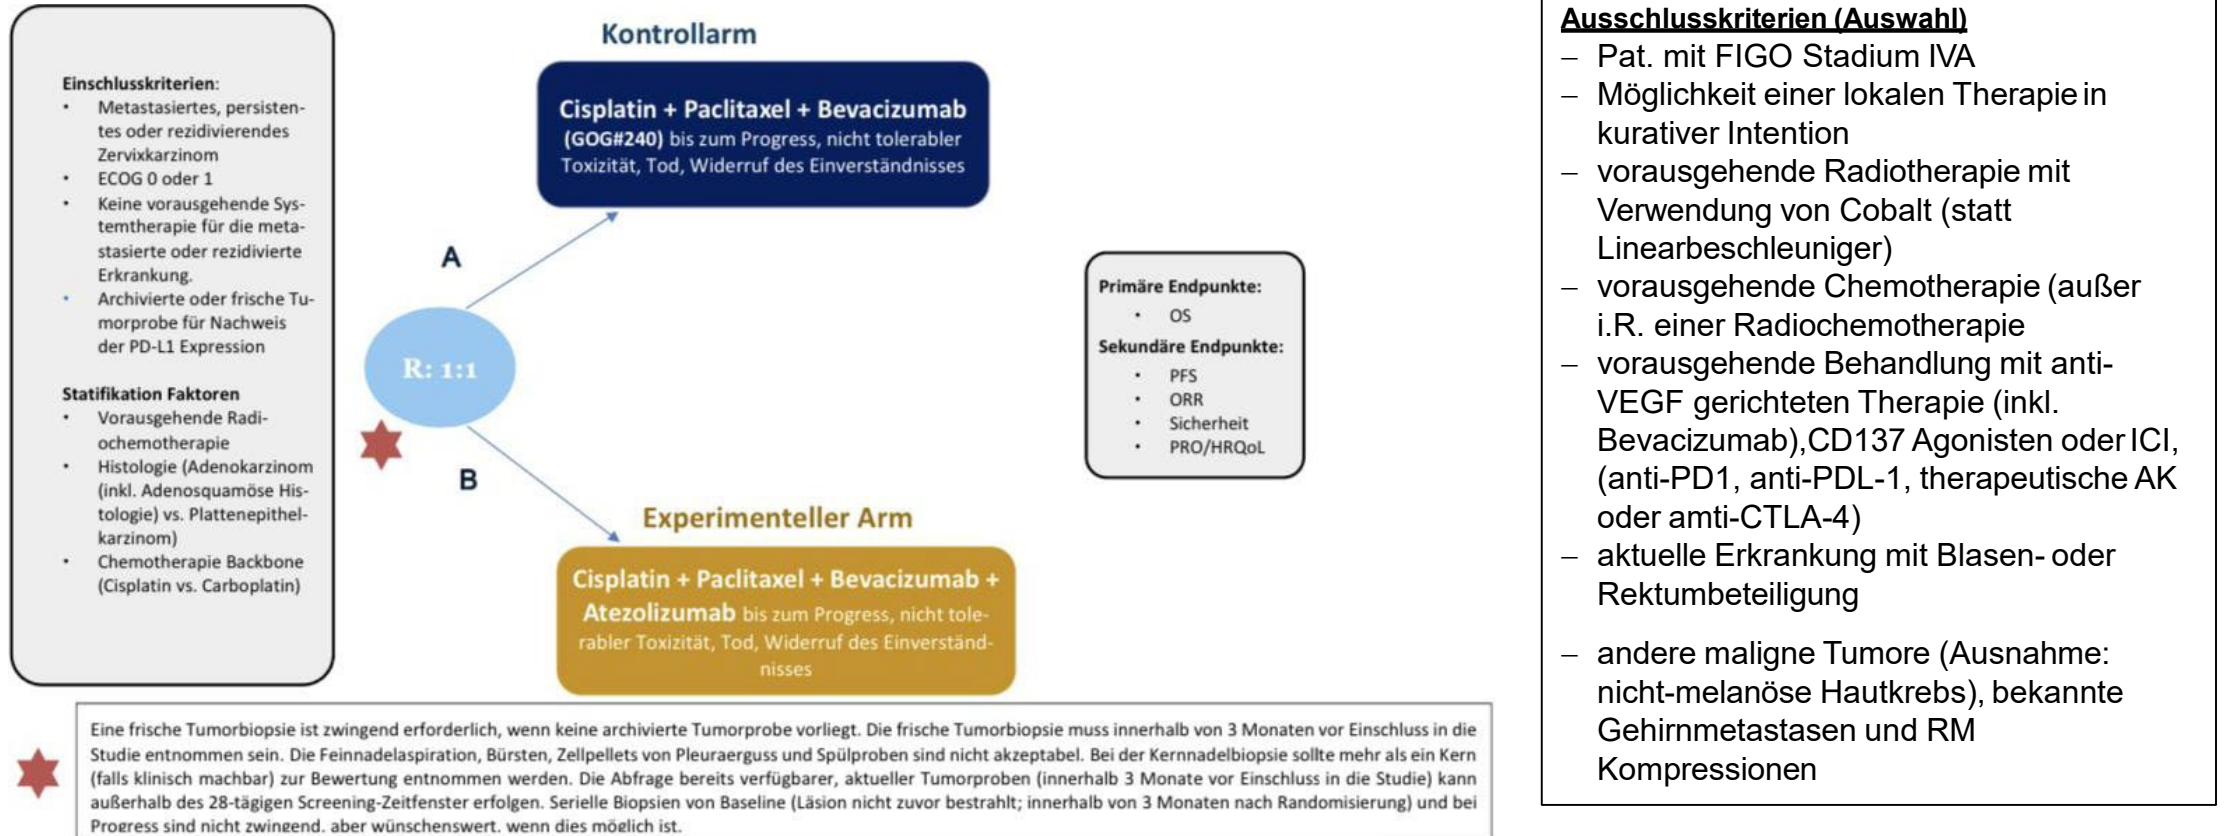 Einschlusskriterien:
• Metastasiertes, persisten-
tes oder rezidivierendes
Zervixkarzinom
• ECOG 0 oder 1
• Keine vorausgehende Sys-
temtherapie für die meta-
stasierte oder rezidivierte
Erkrankung.
• Archivierte oder frische Tu-
morprobe für Nachweis
der PD-L1 Expression
Statifikation Faktoren
• Vorausgehende Radi-
ochemotherapie
• Histologie (Adenokarzinom
(inkl. Adenosquamöse His-
tologie) vs. Plattenepithel-
karzinom)
• Chemotherapie Backbone
(Cisplatin vs. Carboplatin)
Kontrollarm
Cisplatin + Paclitaxel + Bevacizumab
(GOG#240) bis zum Progress, nicht tolerabler
Toxizität, Tod, Widerruf des Einverständnisses
A
R: 1:1
B
Experimenteller Arm
Cisplatin + Paclitaxel + Bevacizumab +
Atezolizumab bis zum Progress, nicht tole-
rabler Toxizität, Tod, Widerruf des Einverständ-
nisses
Primäre Endpunkte:
• OS
Sekundäre Endpunkte:
• PFS
• ORR
• Sicherheit
• PRO/HRQoL
Eine frische Tumorbiopsie ist zwingend erforderlich, wenn keine archivierte Tumorprobe vorliegt. Die frische Tumorbiopsie muss innerhalb von 3 Monaten vor Einschluss in die
Studie entnommen sein. Die Feinnadelaspiration, Bürsten, Zellpellets von Pleuraerguss und Spülproben sind nicht akzeptabel. Bei der Kernnadelbiopsie sollte mehr als ein Kern
(falls klinisch machbar) zur Bewertung entnommen werden. Die Abfrage bereits verfügbarer, aktueller Tumorproben (innerhalb 3 Monate vor Einschluss in die Studie) kann
außerhalb des 28-tägigen Screening-Zeitfenster erfolgen. Serielle Biopsien von Baseline (Läsion nicht zuvor bestrahlt; innerhalb von 3 Monaten nach Randomisierung) und bei
Progress sind nicht zwingend, aber wünschenswert, wenn dies möglich ist.
Ausschlusskriterien (Auswahl)
– Pat. mit FIGO Stadium IVA
– Möglichkeit einer lokalen Therapie in
kurativer Intention
– vorausgehende Radiotherapie mit
Verwendung von Cobalt (statt
Linearbeschleuniger)
– vorausgehende Chemotherapie (außer
i.R. einer Radiochemotherapie
– vorausgehende Behandlung mit anti-
VEGF gerichteten Therapie (inkl.
Bevacizumab),CD137 Agonisten oder ICI,
(anti-PD1, anti-PDL-1, therapeutische AK
oder amti-CTLA-4)
– aktuelle Erkrankung mit Blasen- oder
Rektumbeteiligung
– andere maligne Tumore (Ausnahme:
nicht-melanöse Hautkrebs), bekannte
Gehirnmetastasen und RM
Kompressionen